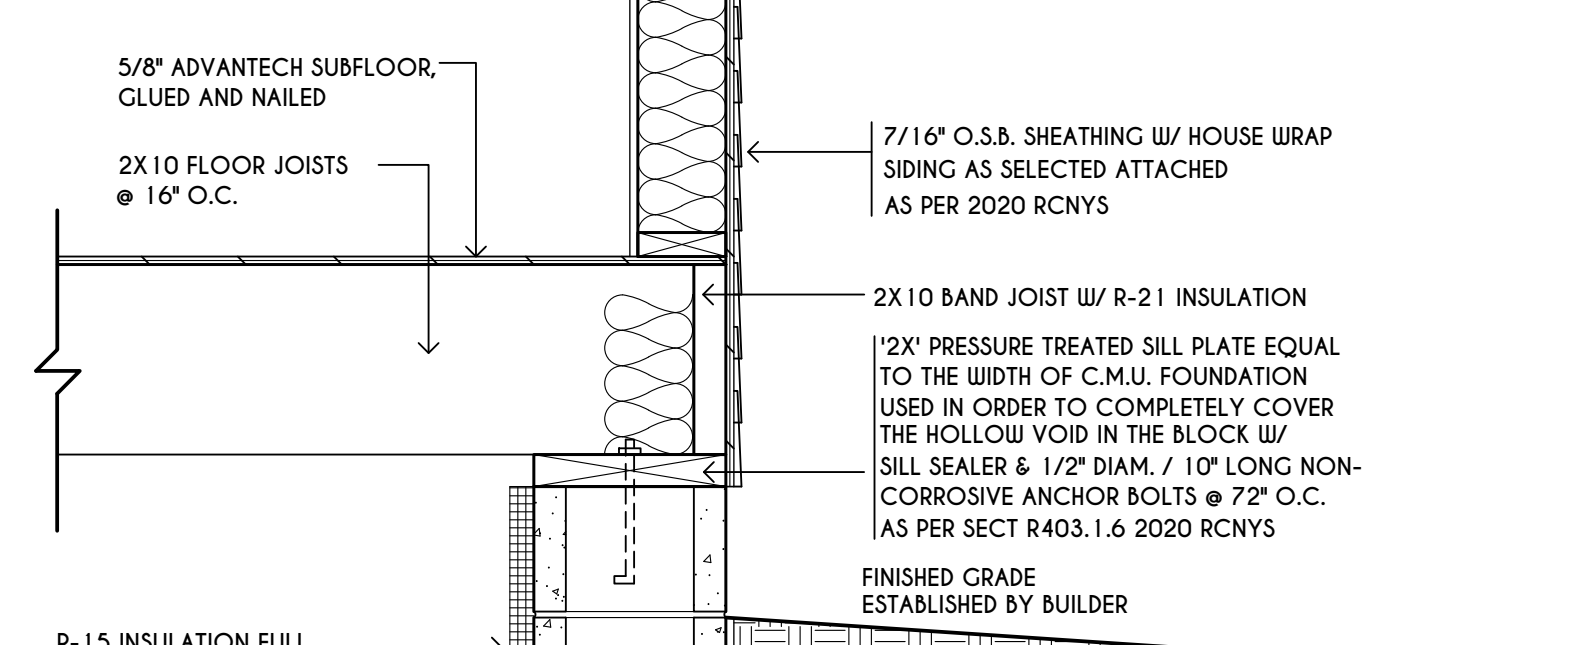 5/8" ADVANTECH SUBFLOOR,
GLUED AND NAILED
2X10 FLOOR JOISTS
@ 16" O.C.
7/16" O.S.B. SHEATHING W/ HOUSE WRAP
SIDING AS SELECTED ATTACHED
AS PER 2020 RCNYS
2X10 BAND JOIST W/ R-21 INSULATION
'2X' PRESSURE TREATED SILL PLATE EQUAL
TO THE WIDTH OF C.M.U. FOUNDATION
USED IN ORDER TO COMPLETELY COVER
THE HOLLOW VOID IN THE BLOCK W/
SILL SEALER & 1/2" DIAM. / 10" LONG NON-
CORROSIVE ANCHOR BOLTS @ 72" O.C.
AS PER SECT R403.1.6 2020 RCNYS
FINISHED GRADE
ESTABLISHED BY BUILDER
R-15 INSULATION FULL